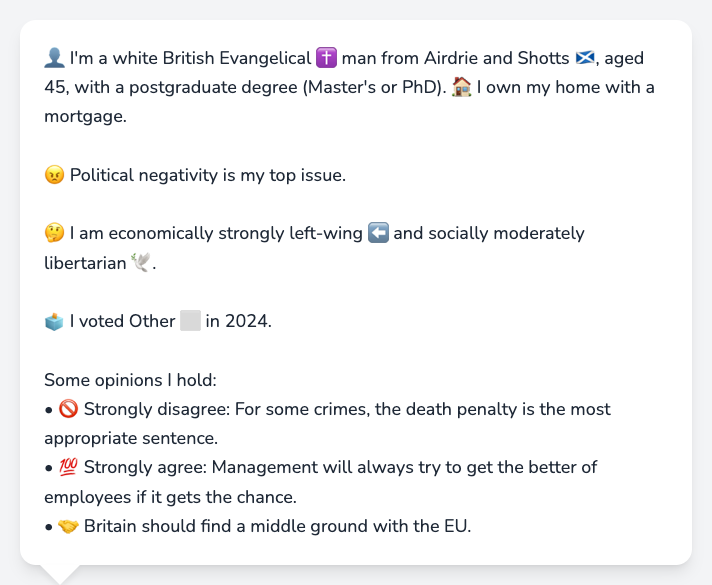 👤 I'm a white British Evangelical ✝️ man from Airdrie and Shotts 🏴󠁧󠁢󠁳󠁣󠁴󠁿, aged
45, with a postgraduate degree (Master's or PhD). 🏠 I own my home with a
mortgage.
😠 Political negativity is my top issue.
🤔 I am economically strongly left-wing ⬅️ and socially moderately
libertarian 🕊️.
🗳️ I voted Other ⬜ in 2024.
Some opinions I hold:
• 🚫 Strongly disagree: For some crimes, the death penalty is the most
appropriate sentence.
• 💯 Strongly agree: Management will always try to get the better of
employees if it gets the chance.
• 🤝 Britain should find a middle ground with the EU.